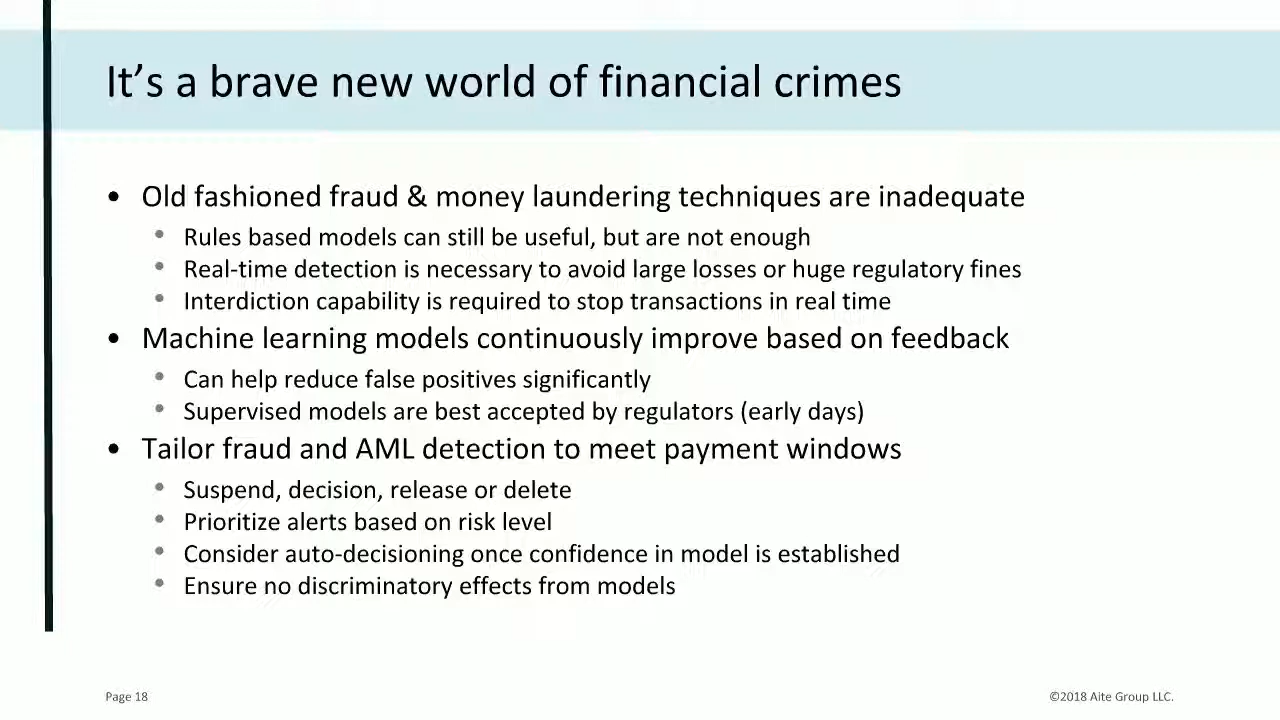 It’s a brave new world of financial crimes
• Old fashioned fraud & money laundering techniques are inadequate
• Rules based models can still be useful, but are not enough
• Real-time detection is necessary to avoid large losses or huge regulatory fines
• Interdiction capability is required to stop transactions in real time
• Machine learning models continuously improve based on feedback
• Can help reduce false positives significantly
• Supervised models are best accepted by regulators (early days)
• Tailor fraud and AML detection to meet payment windows
• Suspend, decision, release or delete
• Prioritize alerts based on risk level
• Consider auto-decisioning once confidence in model is established
• Ensure no discriminatory effects from models
Page 18
©2018 Aite Group LLC.